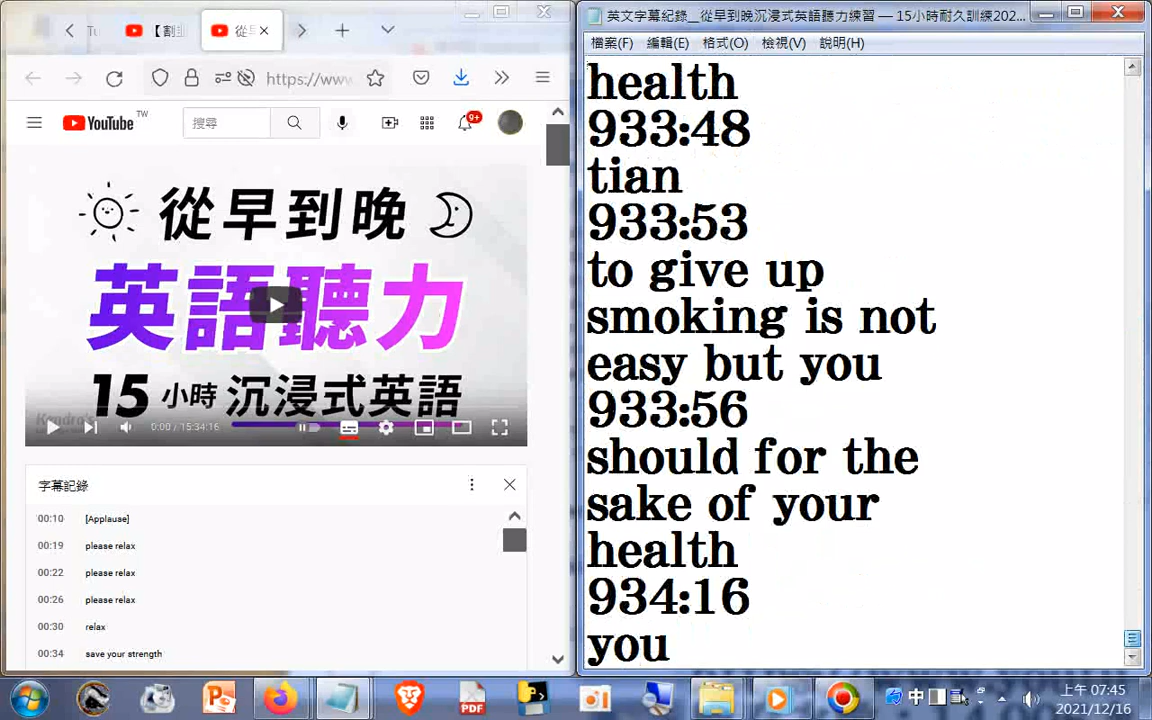 【割
從
https://www
YouTube TW
搜尋
9+
從早到晚
英語聽力
15小時 沉浸式英語
0:00 / 15:34:16
字幕記錄
00:10 [Applause]
00:19 please relax
00:22 please relax
00:26 please relax
00:30 relax
00:34 save your strength
英文字幕紀錄__從早到晚沉浸式英語聽力練習 — 15小時耐久訓練202...
檔案(F) 編輯(E) 格式(O) 檢視(V) 說明(H)
health
933:48
tian
933:53
to give up
smoking is not
easy but you
933:56
should for the
sake of your
health
934:16
you
PDF
中
上午 07:45
2021/12/16